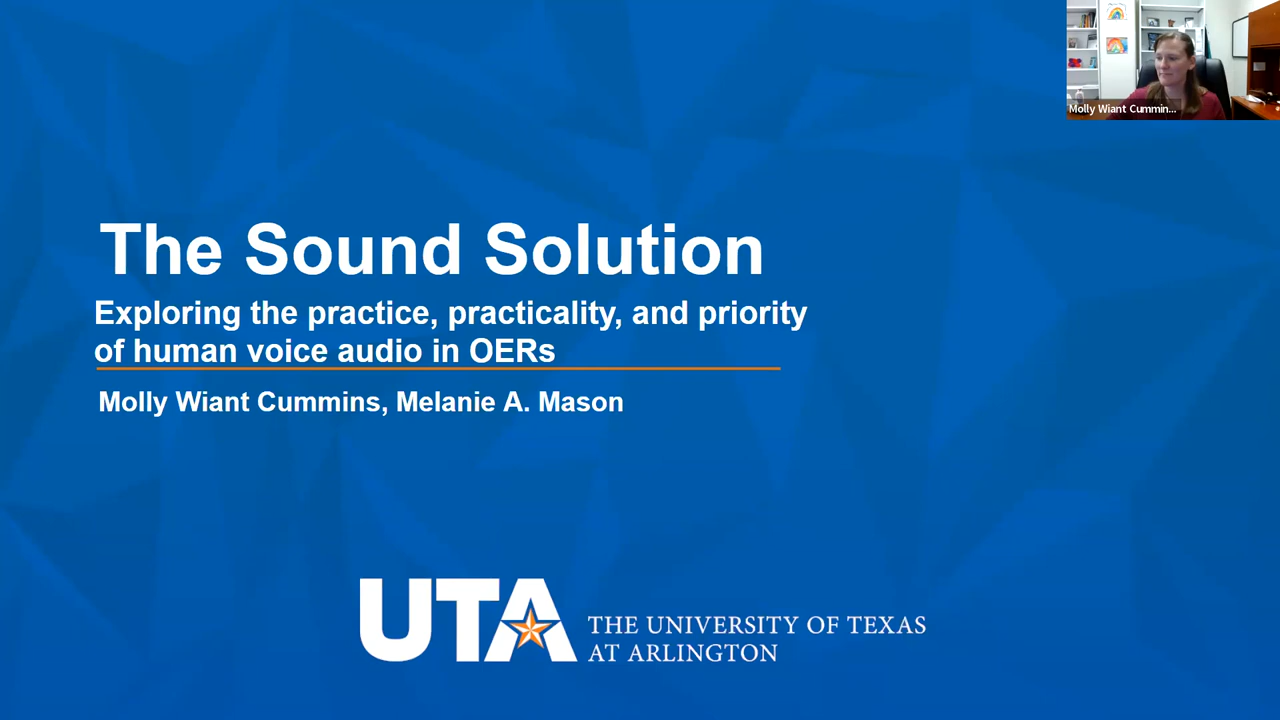 Molly Wiant Cummin...
The Sound Solution
Exploring the practice, practicality, and priority
of human voice audio in OERs
Molly Wiant Cummins, Melanie A. Mason
UTA
THE UNIVERSITY OF TEXAS
AT ARLINGTON